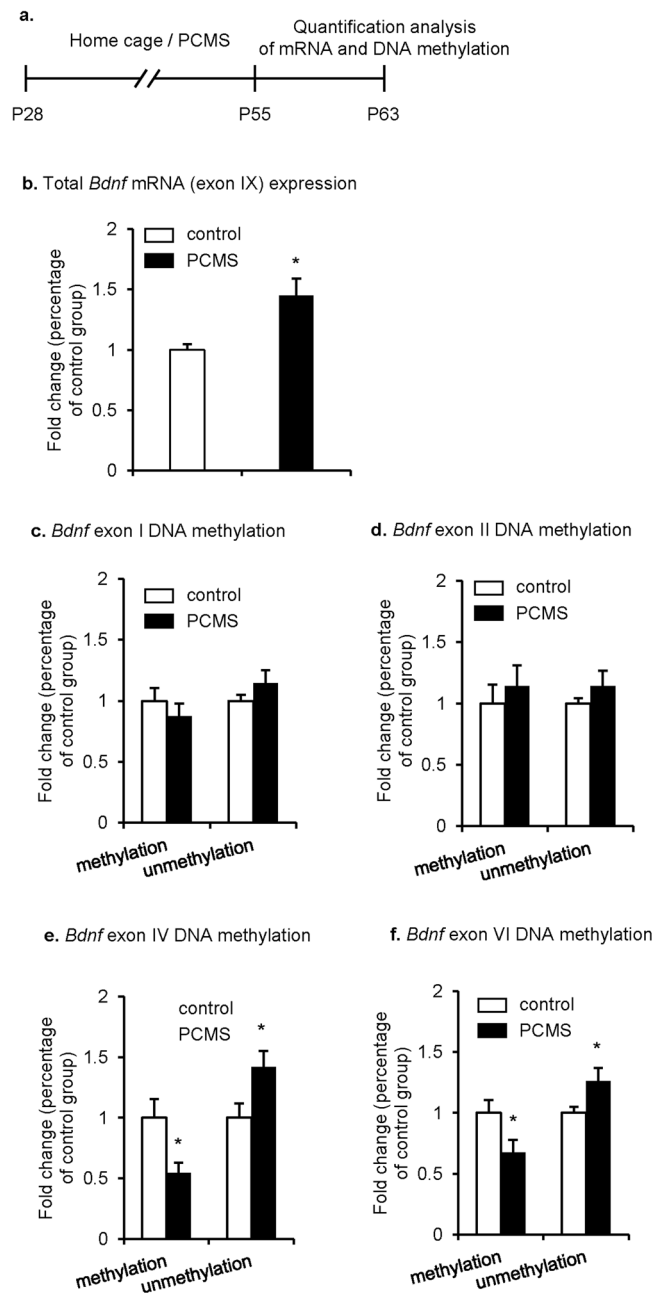 a.
Home cage / PCMS
Quantification analysis
of mRNA and DNA methylation
P28
P55
P63
b. Total Bdnf mRNA (exon IX) expression
Fold change (percentage
of control group)
2
1.5
1
0.5
0
control
PCMS
*
c. Bdnf exon I DNA methylation
Fold change (percentage
of control group)
2
1.5
1
0.5
0
control
PCMS
methylation
unmethylation
d. Bdnf exon II DNA methylation
Fold change (percentage
of control group)
2
1.5
1
0.5
0
control
PCMS
methylation
unmethylation
e. Bdnf exon IV DNA methylation
Fold change (percentage
of control group)
2
1.5
1
0.5
0
control
PCMS
*
*
methylation
unmethylation
f. Bdnf exon VI DNA methylation
Fold change (percentage
of control group)
2
1.5
1
0.5
0
control
PCMS
*
*
methylation
unmethylation